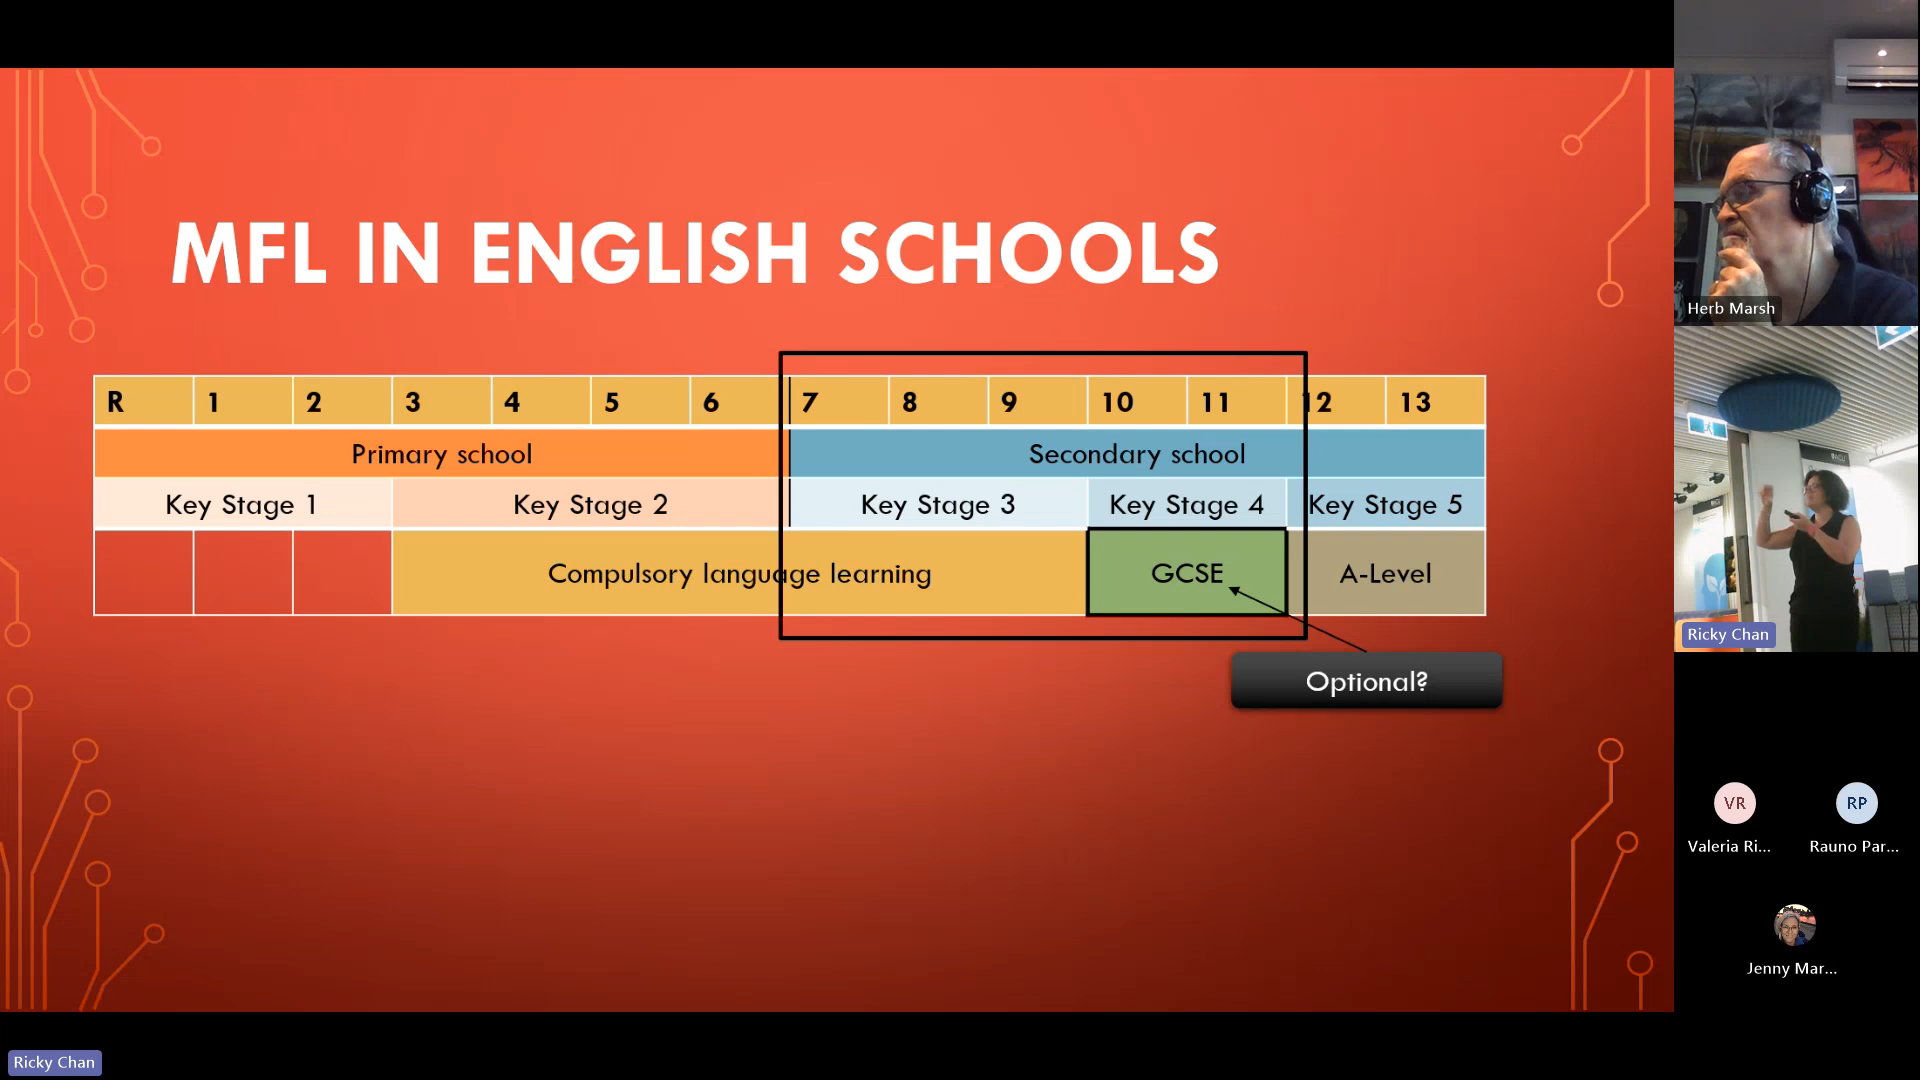 MFL IN ENGLISH SCHOOLS
R 1 2 3 4 5 6 7 8 9 10 11 12 13
Primary school Secondary school
Key Stage 1 Key Stage 2 Key Stage 3 Key Stage 4 Key Stage 5
Compulsory language learning GCSE A-Level
Optional?
Herb Marsh
ACU
Ricky Chan
VR RP
Valeria Ri... Rauno Par...
Jenny Mar...
Ricky Chan